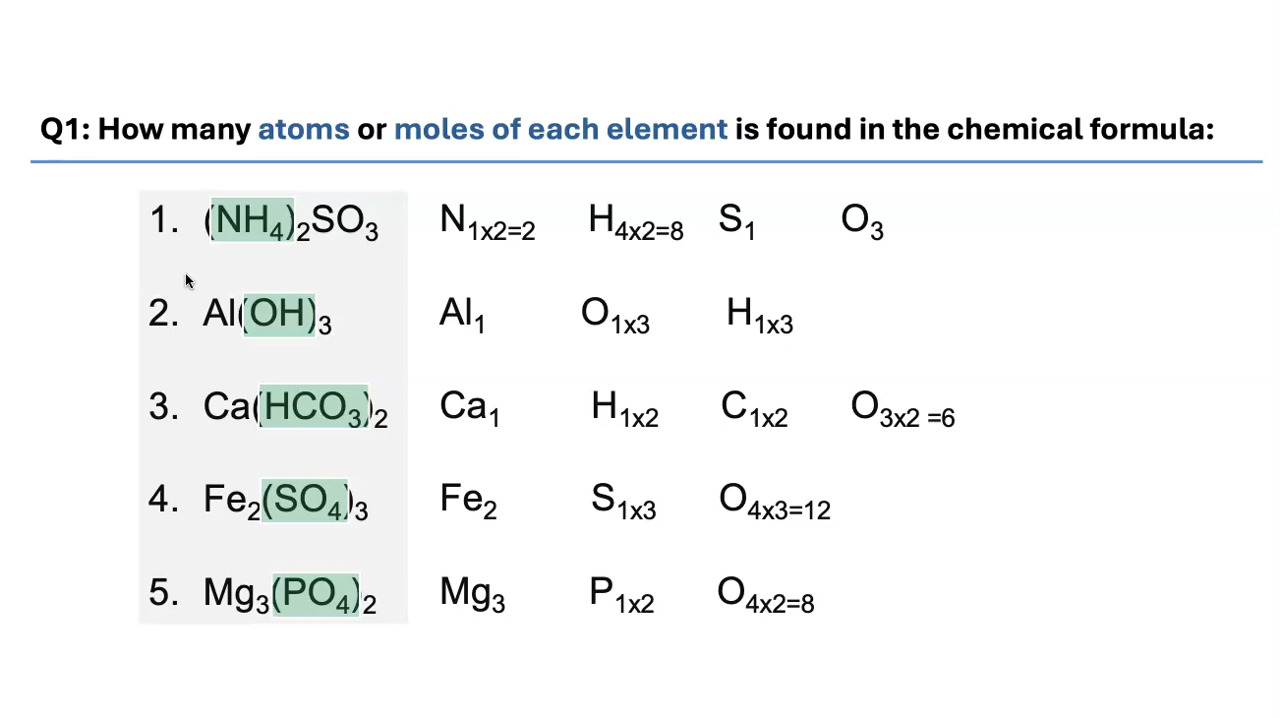 Q1: How many atoms or moles of each element is found in the chemical formula:
1. (NH₄)₂SO₃ N₁ₓ₂₌₂ H₄ₓ₂₌₈ S₁ O₃
2. Al(OH)₃ Al₁ O₁ₓ₃ H₁ₓ₃
3. Ca(HCO₃)₂ Ca₁ H₁ₓ₂ C₁ₓ₂ O₃ₓ₂ ₌₆
4. Fe₂(SO₄)₃ Fe₂ S₁ₓ₃ O₄ₓ₃₌₁₂
5. Mg₃(PO₄)₂ Mg₃ P₁ₓ₂ O₄ₓ₂₌₈